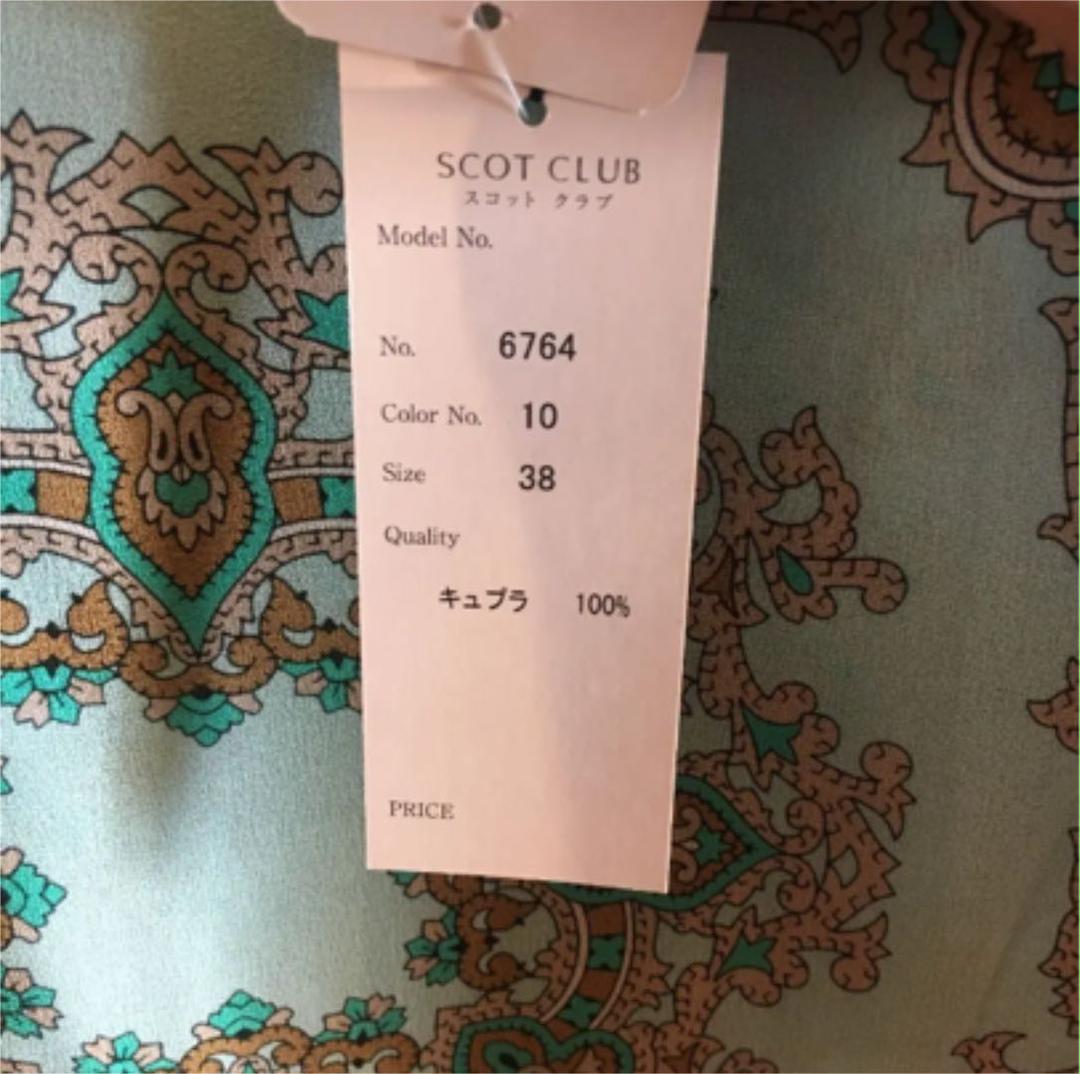 SCOT CLUB
スコット クラブ
Model No.
No. 6764
Color No. 10
Size 38
Quality
キュプラ 100%
PRICE